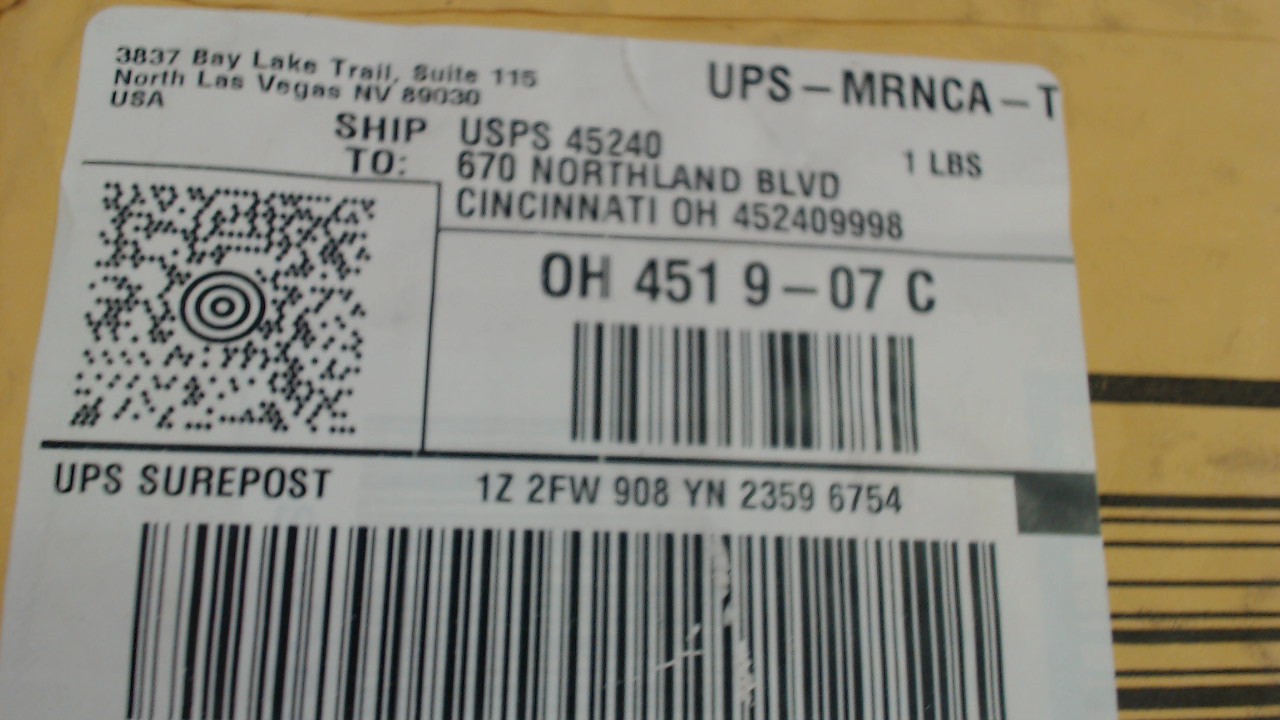 3837 Bay Lake Trail, Suite 115
North Las Vegas NV 89030
USA
UPS - MRNCA - T
1 LBS
SHIP TO:
USPS 45240
670 NORTHLAND BLVD
CINCINNATI OH 452409998
OH 451 9-07 C
UPS SUREPOST
1Z 2FW 908 YN 2359 6754